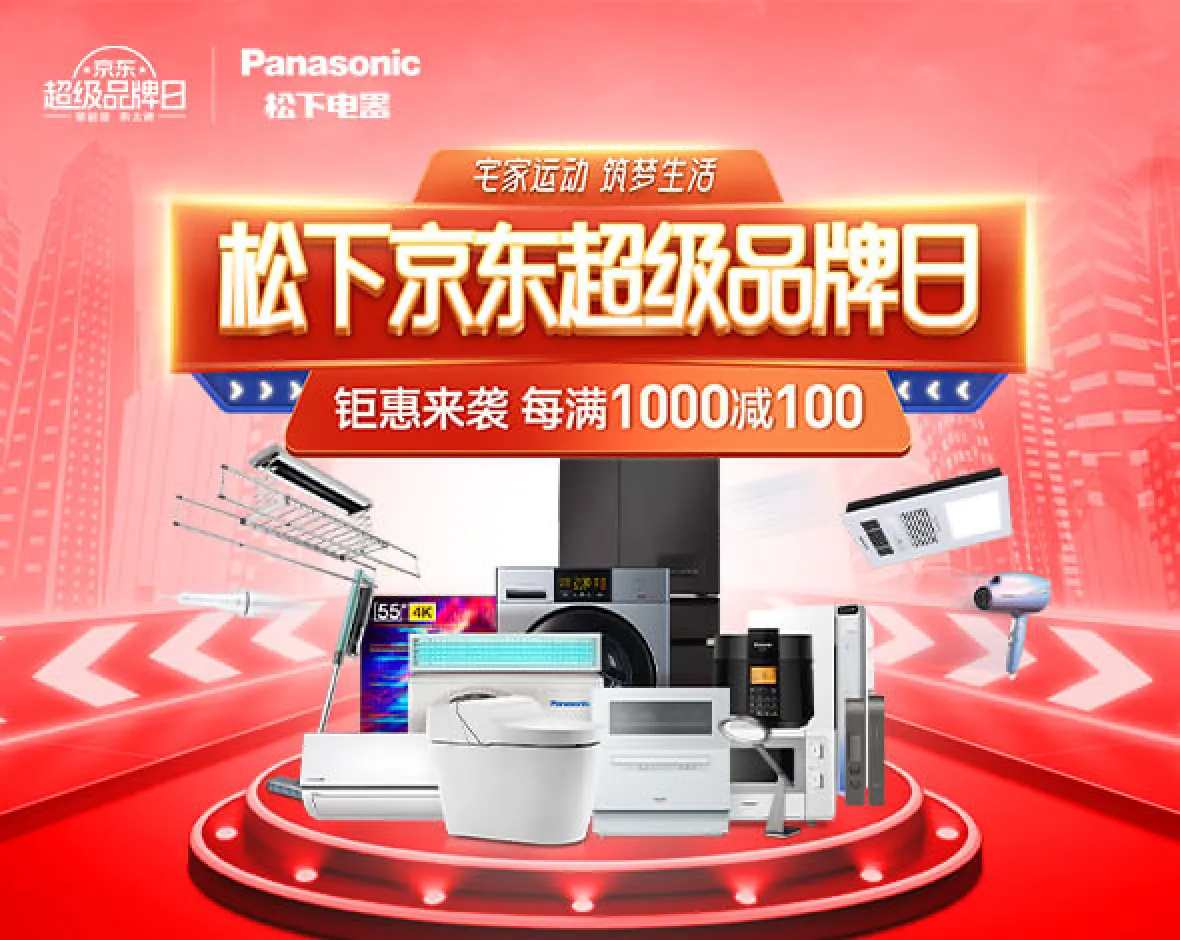 京东
超级品牌日
Panasonic
松下电器
宅家运动 筑梦生活
松下京东超级品牌日
钜惠来袭 每满1000减100
55" 4K
Panasonic